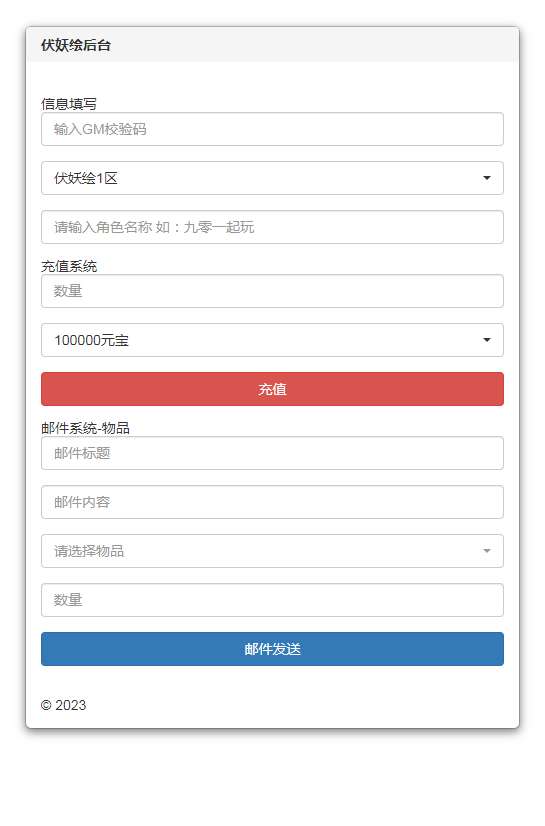 伏妖绘后台
信息填写
输入GM校验码
伏妖绘1区
请输入角色名称 如：九零一起玩
充值系统
数量
100000元宝
充值
邮件系统-物品
邮件标题
邮件内容
请选择物品
数量
邮件发送
© 2023